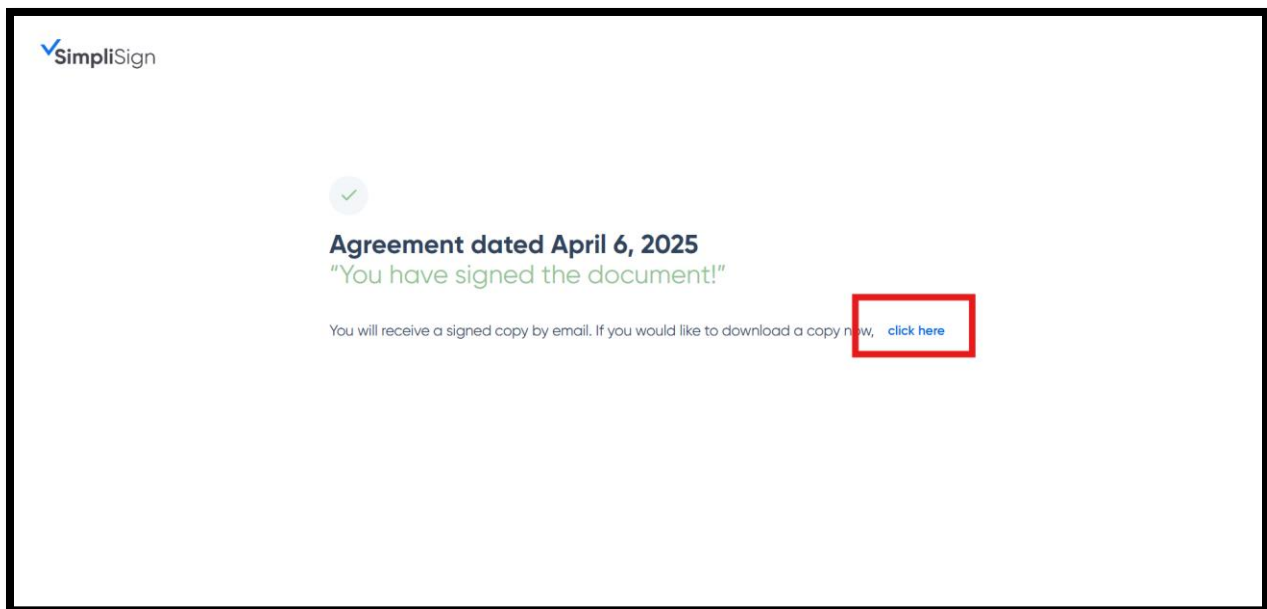 SimpliSign
Agreement dated April 6, 2025
“You have signed the document!”
You will receive a signed copy by email. If you would like to download a copy now, click here